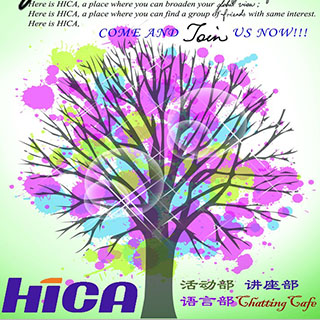 Here is HICA, a place where you can broaden your global view;
Here is HICA, a place where you can find a group of friends with same interest.
Here is HICA,
COME AND Join US NOW!!!
活动部 讲座部
HiCA
语言部 Chatting Cafe